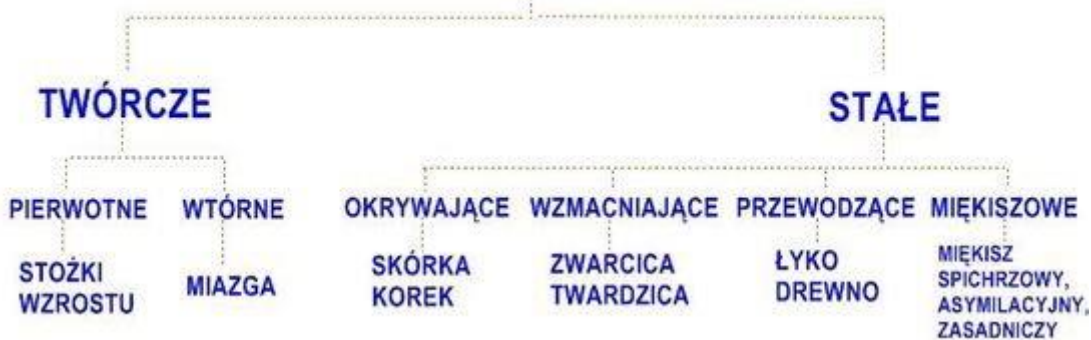 TWÓRCZE
STAŁE
PIERWOTNE
WTÓRNE
OKRYWAJĄCE
WZMACNIAJĄCE
PRZEWODZĄCE
MIĘKISZOWE
STOŻKI
WZROSTU
MIAZGA
SKÓRKA
KOREK
ZWARCICA
TWARDZICA
ŁYKO
DREWNO
MIĘKISZ
SPICHRZOWY,
ASYMILACYJNY,
ZASADNICZY